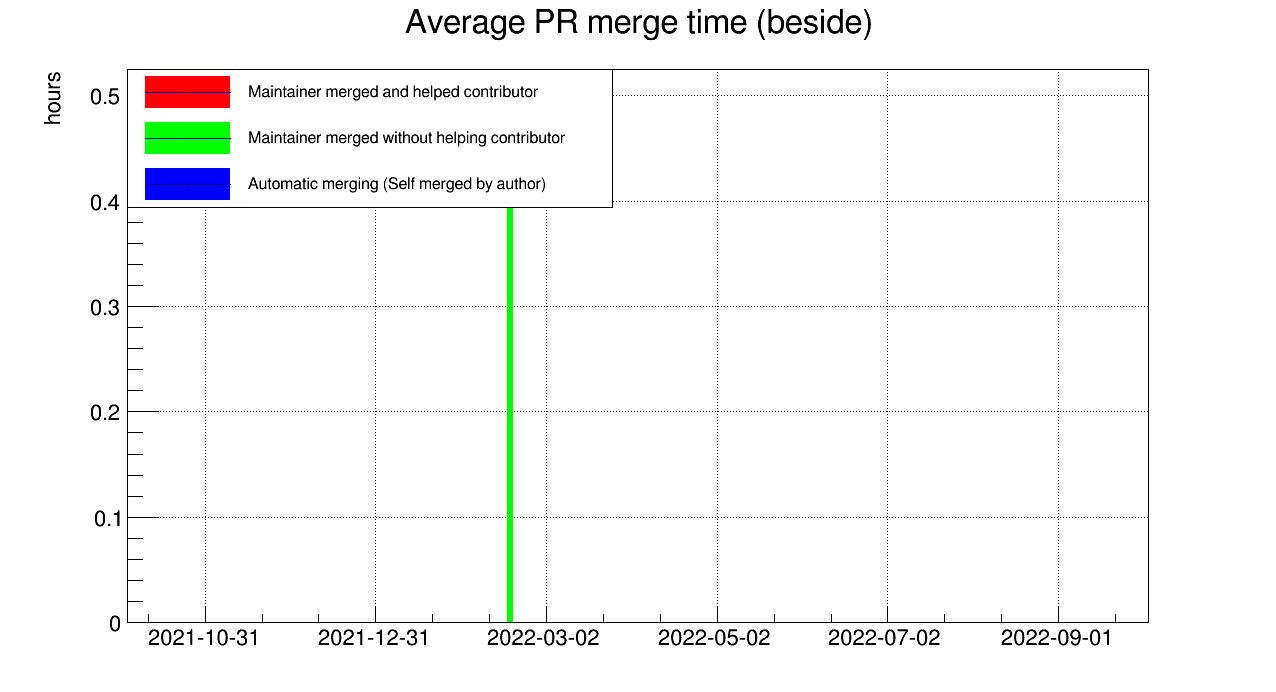 Average PR merge time (beside)
hours
Maintainer merged and helped contributor
Maintainer merged without helping contributor
Automatic merging (Self merged by author)
0.5
0.4
0.3
0.2
0.1
0
2021-10-31 2021-12-31 2022-03-02 2022-05-02 2022-07-02 2022-09-01